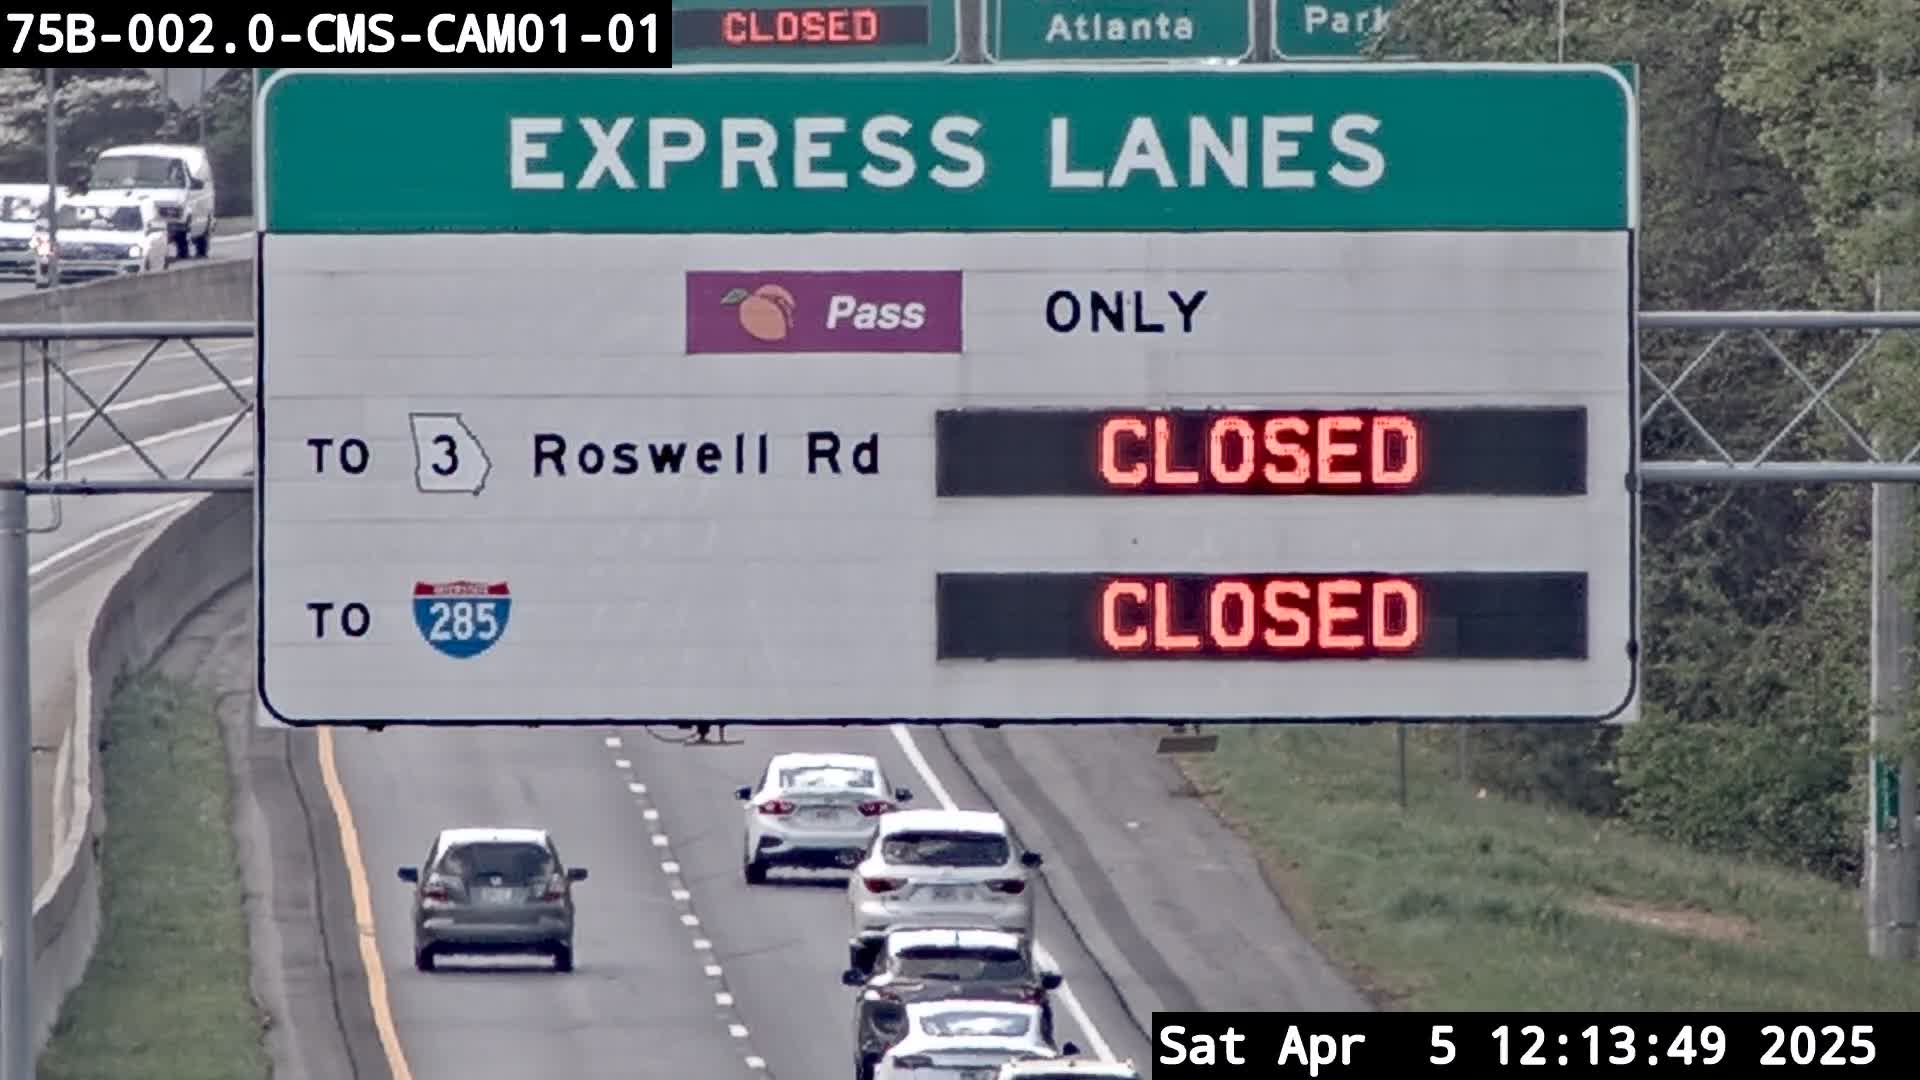 75B-002.0-CMS-CAM01-01
CLOSED
Atlanta
Park
EXPRESS LANES
Pass ONLY
TO 3 Roswell Rd CLOSED
TO INTERSTATE 285 CLOSED
Sat Apr 5 12:13:49 2025